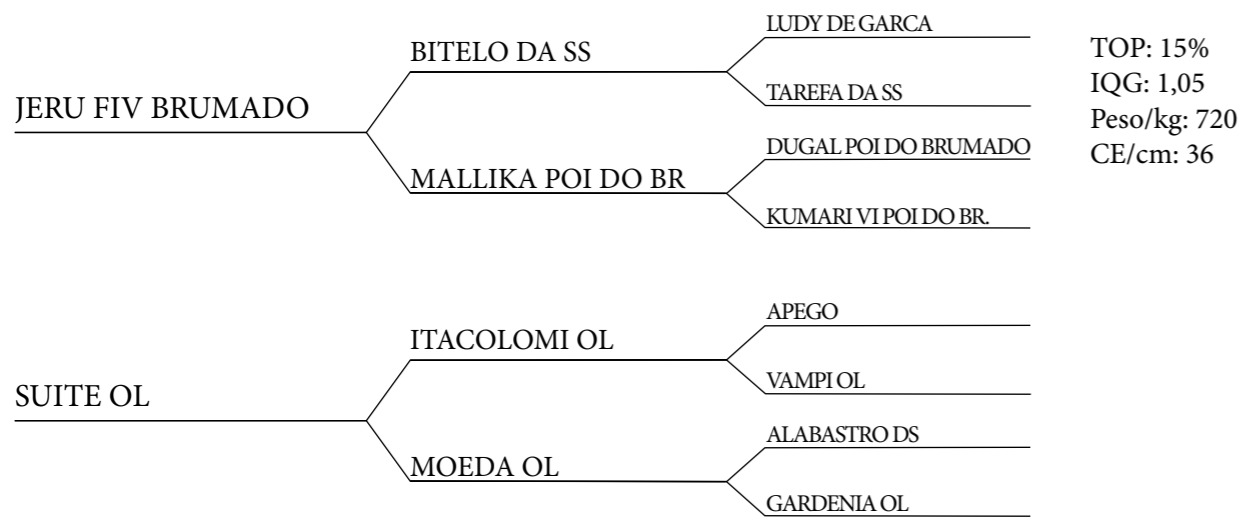 LUDY DE GARCA
BITELO DA SS
TAREFA DA SS
JERU FIV BRUMADO
DUGAL POI DO BRUMADO
MALLIKA POI DO BR
KUMARI VI POI DO BR.
TOP: 15%
IQG: 1,05
Peso/kg: 720
CE/cm: 36
APEGO
ITACOLOMI OL
VAMPI OL
SUITE OL
ALABASTRO DS
MOEDA OL
GARDENIA OL